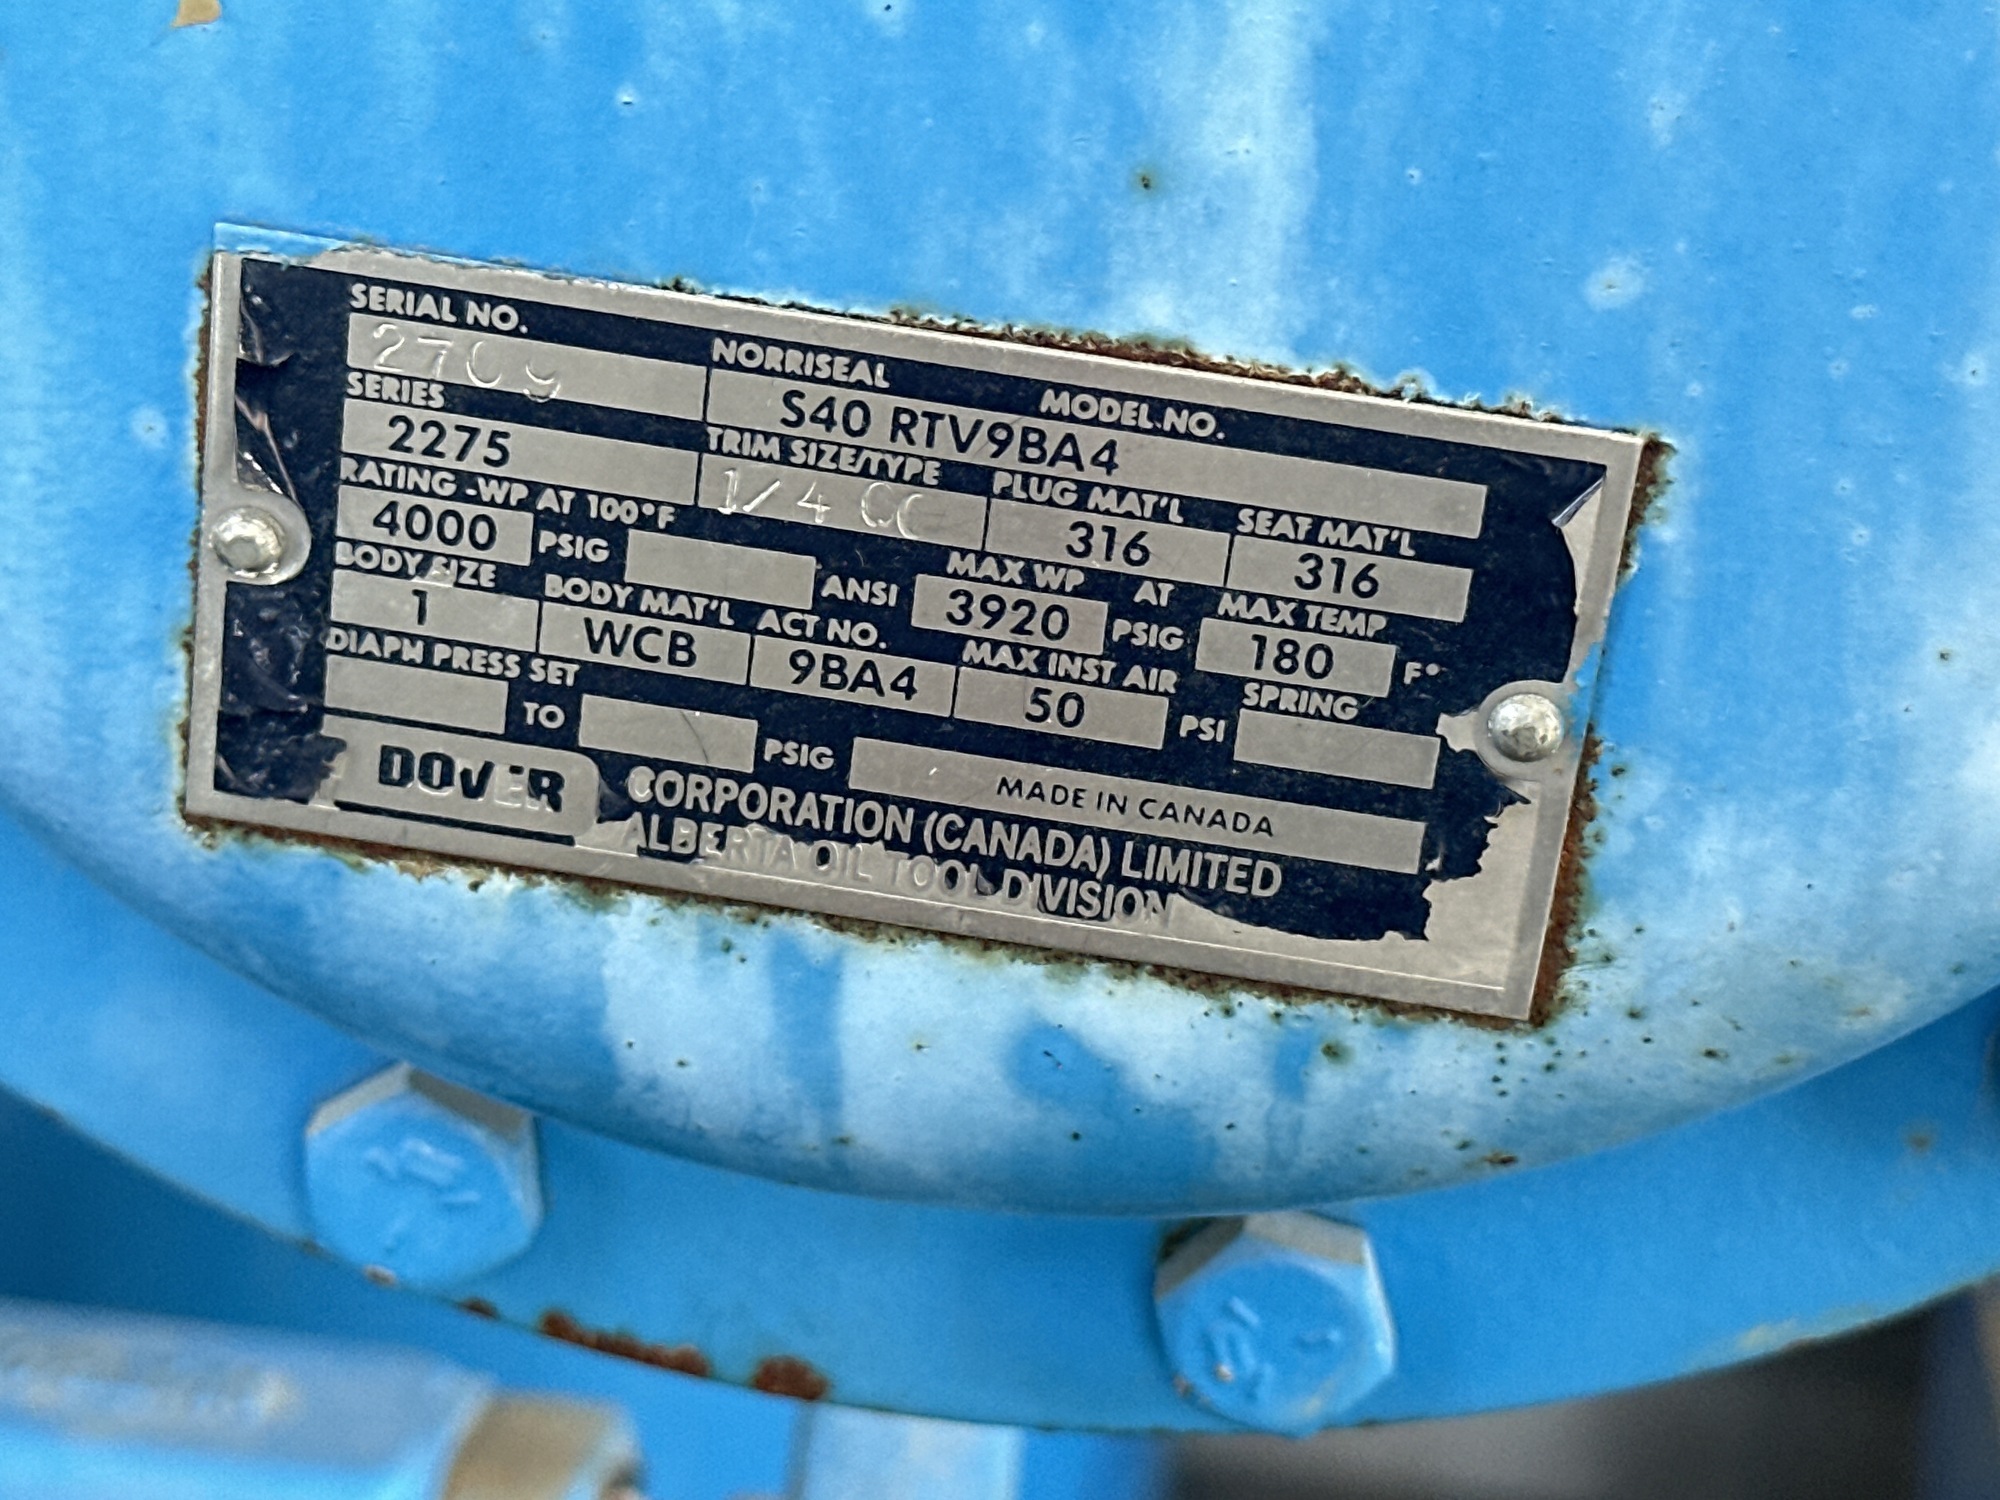 SERIAL NO.
2709
NORRISEAL MODEL NO.
S40 RTV9BA4
SERIES
2275
TRIM SIZE/TYPE
1/4 CC
PLUG MAT'L
316
SEAT MAT'L
316
RATING -WP AT 100°F
4000 PSIG
ANSI
MAX WP AT
3920 PSIG
MAX TEMP
180 F°
BODY SIZE
1
BODY MAT'L
WCB
ACT NO.
9BA4
MAX INST AIR
50 PSI
SPRING
DIAPH PRESS SET
TO
PSIG
MADE IN CANADA
DOVER CORPORATION (CANADA) LIMITED
ALBERTA OIL TOOL DIVISION